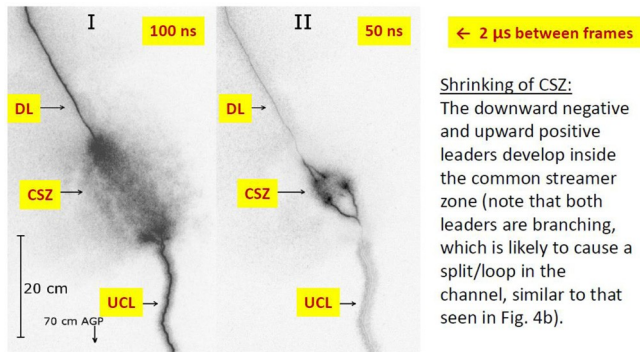 I
100 ns
II
50 ns
← 2 µs between frames
DL
CSZ
20 cm
UCL
70 cm AGP
CSZ
UCL
Shrinking of CSZ:
The downward negative
and upward positive
leaders develop inside
the common streamer
zone (note that both
leaders are branching,
which is likely to cause a
split/loop in the
channel, similar to that
seen in Fig. 4b).